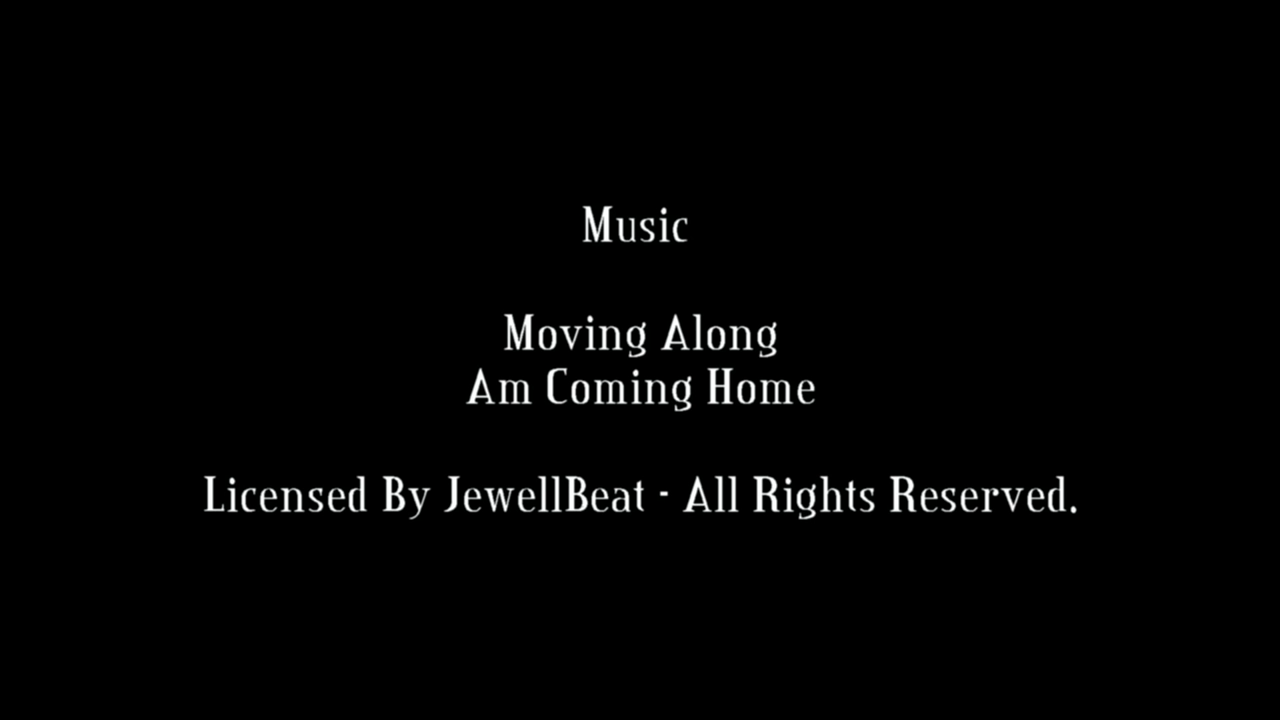 Music
Moving Along
Am Coming Home
Licensed By JewellBeat - All Rights Reserved.